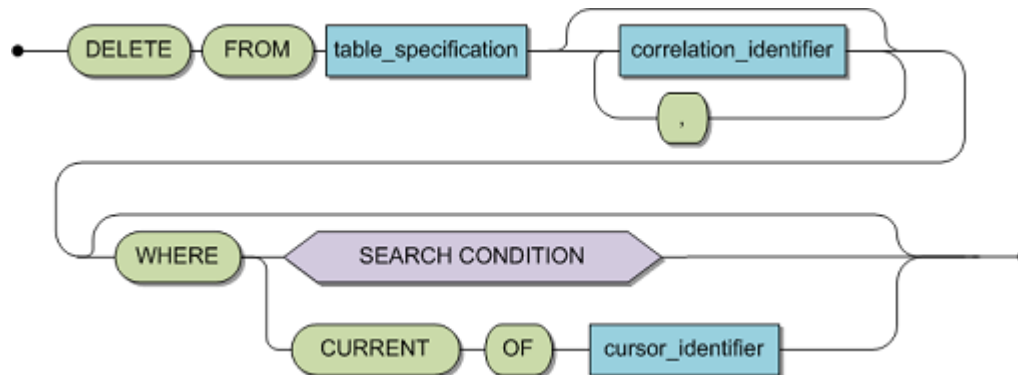 DELETE FROM table_specification correlation_identifier
,
WHERE SEARCH CONDITION
CURRENT OF cursor_identifier